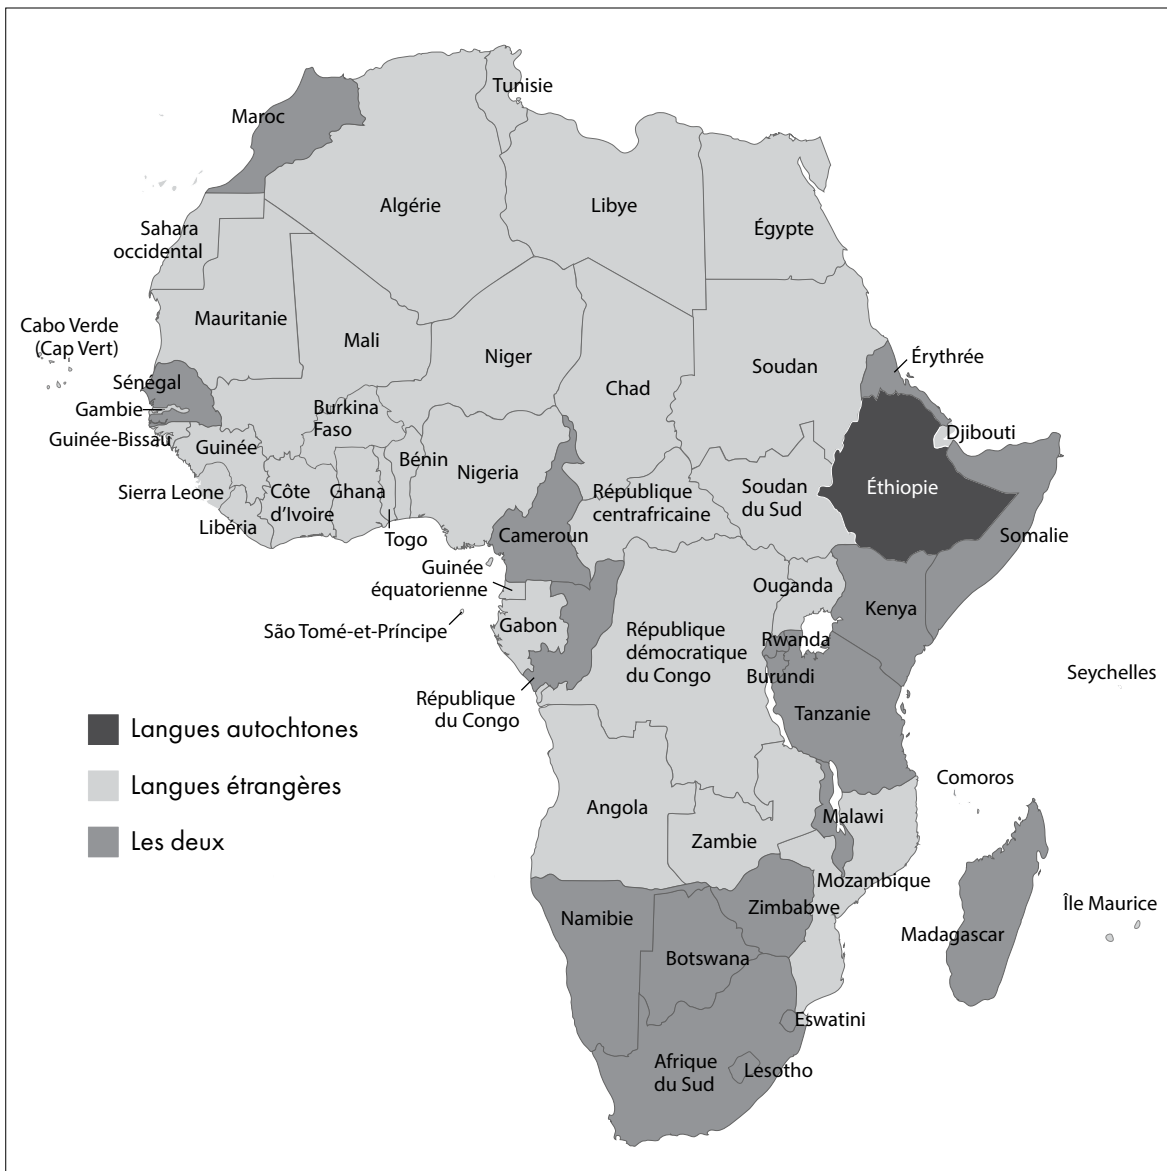 Tunisie
Maroc
Algérie
Libye
Égypte
Sahara
occidental
Mauritanie
Mali
Niger
Chad
Soudan
Érythrée
Cabo Verde
(Cap Vert)
Sénégal
Gambie
Guinée-Bissau
Guinée
Burkina
Faso
Bénin
Nigeria
Djibouti
Sierra Leone
Côte
d'Ivoire
Ghana
République
centrafricaine
Soudan
du Sud
Éthiopie
Libéria
Togo
Cameroun
Somalie
Guinée
équatorienne
Ouganda
Kenya
São Tomé-et-Príncipe
Gabon
République
démocratique
du Congo
Rwanda
Burundi
Seychelles
République
du Congo
Tanzanie
Langues autochtones
Langues étrangères
Les deux
Comoros
Angola
Malawi
Zambie
Mozambique
Île Maurice
Namibie
Zimbabwe
Madagascar
Botswana
Eswatini
Afrique
du Sud
Lesotho